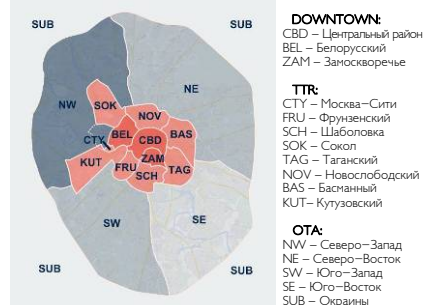 SUB
SUB
NE
NW
SOK
NOV
CTY
BEL
CBD
BAS
KUT
ZAM
FRU
TAG
SCH
SW
SE
SUB
SUB
DOWNTOWN:
CBD – Центральный район
BEL – Белорусский
ZAM – Замоскворечье
TTR:
CTY – Москва-Сити
FRU – Фрунзенский
SCH – Шаболовка
SOK – Сокол
TAG – Таганский
NOV – Новослободский
BAS – Басманный
KUT– Кутузовский
OTA:
NW – Северо-Запад
NE – Северо-Восток
SW – Юго-Запад
SE – Юго-Восток
SUB – Окраины